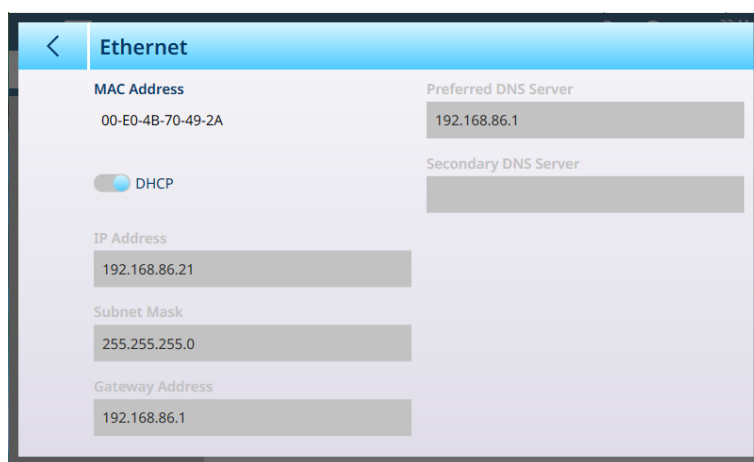 Ethernet
MAC Address
00-E0-4B-70-49-2A
DHCP
IP Address
192.168.86.21
Subnet Mask
255.255.255.0
Gateway Address
192.168.86.1
Preferred DNS Server
192.168.86.1
Secondary DNS Server